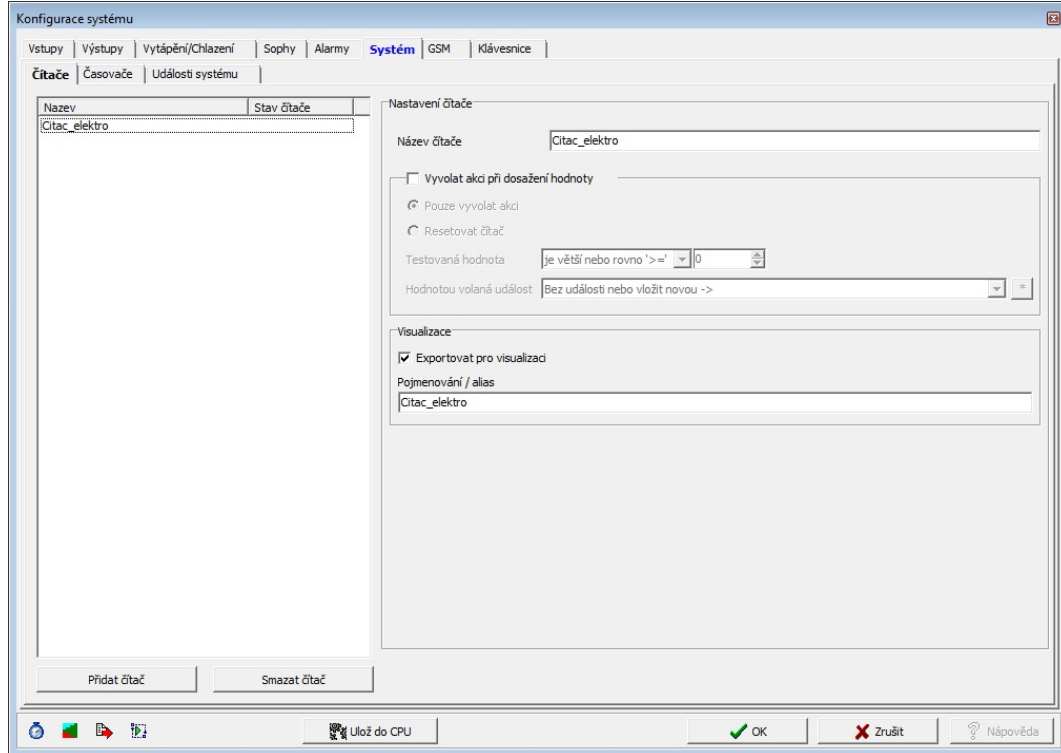 Konfigurace systému
Vstupy Výstupy Vytápění/Chlazení Sophy Alarmy Systém GSM Klávesnice
Čítače Časovače Události systému
Nazev Stav čítače
Citac_elektro
Nastavení čítače
Název čítače Citac_elektro
Vyvolat akci při dosažení hodnoty
Pouze vyvolat akci
Resetovat čítač
Testovaná hodnota je větší nebo rovno '>=' 0
Hodnotou volaná událost Bez události nebo vložit novou -> *
Visualizace
Exportovat pro visualizaci
Pojmenování / alias
Citac_elektro
Přidat čítač Smazat čítač
Ulož do CPU OK Zrušit Nápověda